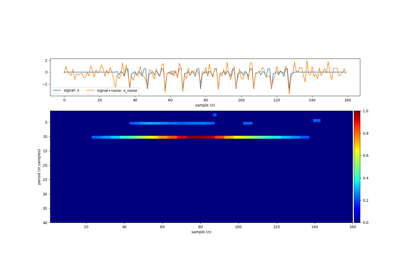 2
0
−2
signal: x
signal+noise: x_noise
0 20 40 60 80 100 120 140 160
sample (n)
period (in samples)
5
10
15
20
25
30
35
40
20 40 60 80 100 120 140 160
sample (n)
1.0
0.8
0.6
0.4
0.2
0.0